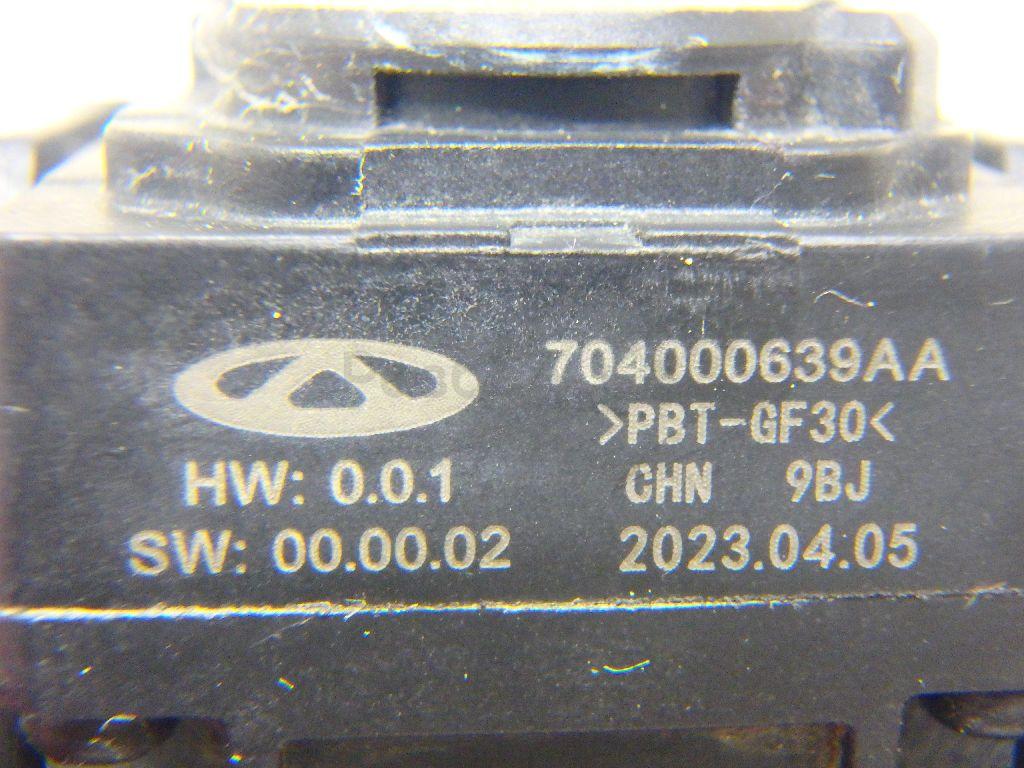 704000639AA
>PBT-GF30<
HW: 0.0.1
CHN 9BJ
SW: 00.00.02
2023.04.05